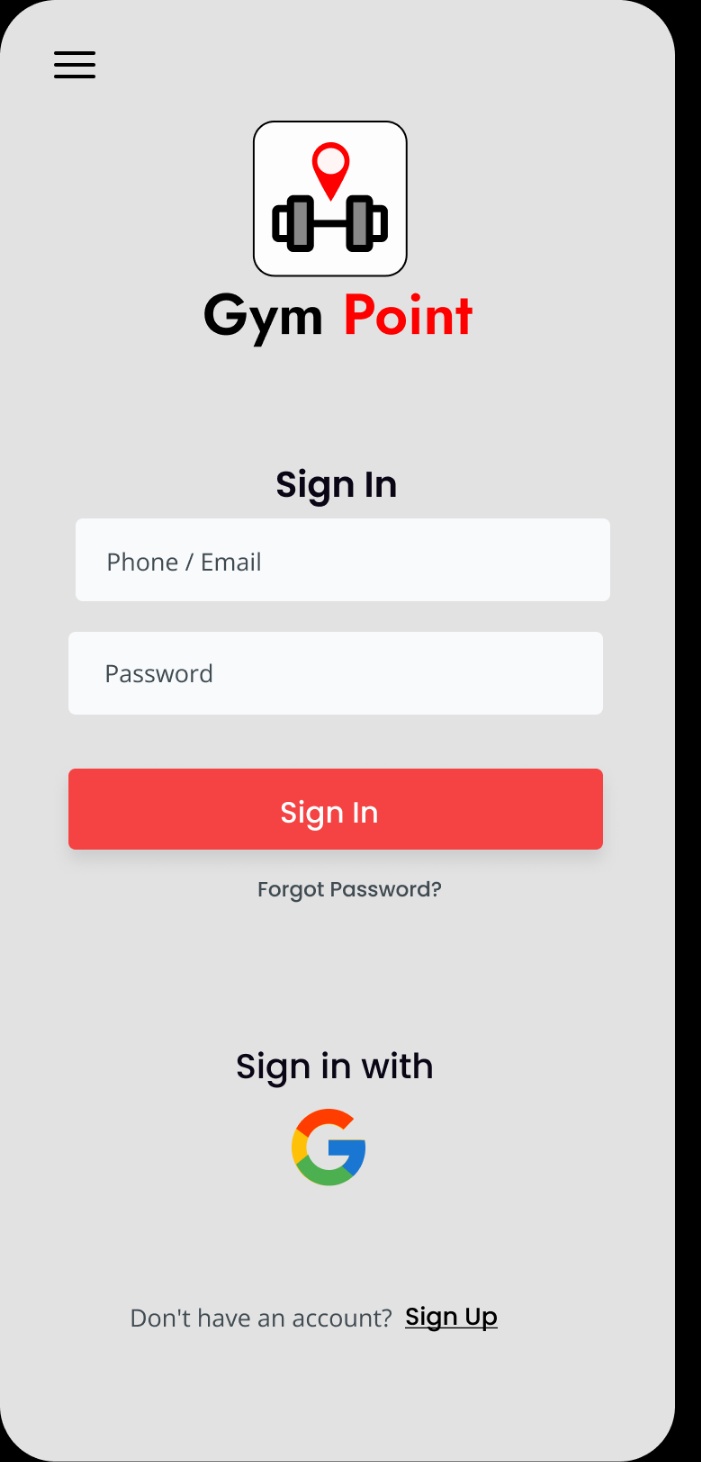 Gym Point
Sign In
Phone / Email
Password
Sign In
Forgot Password?
Sign in with
Don't have an account? Sign Up